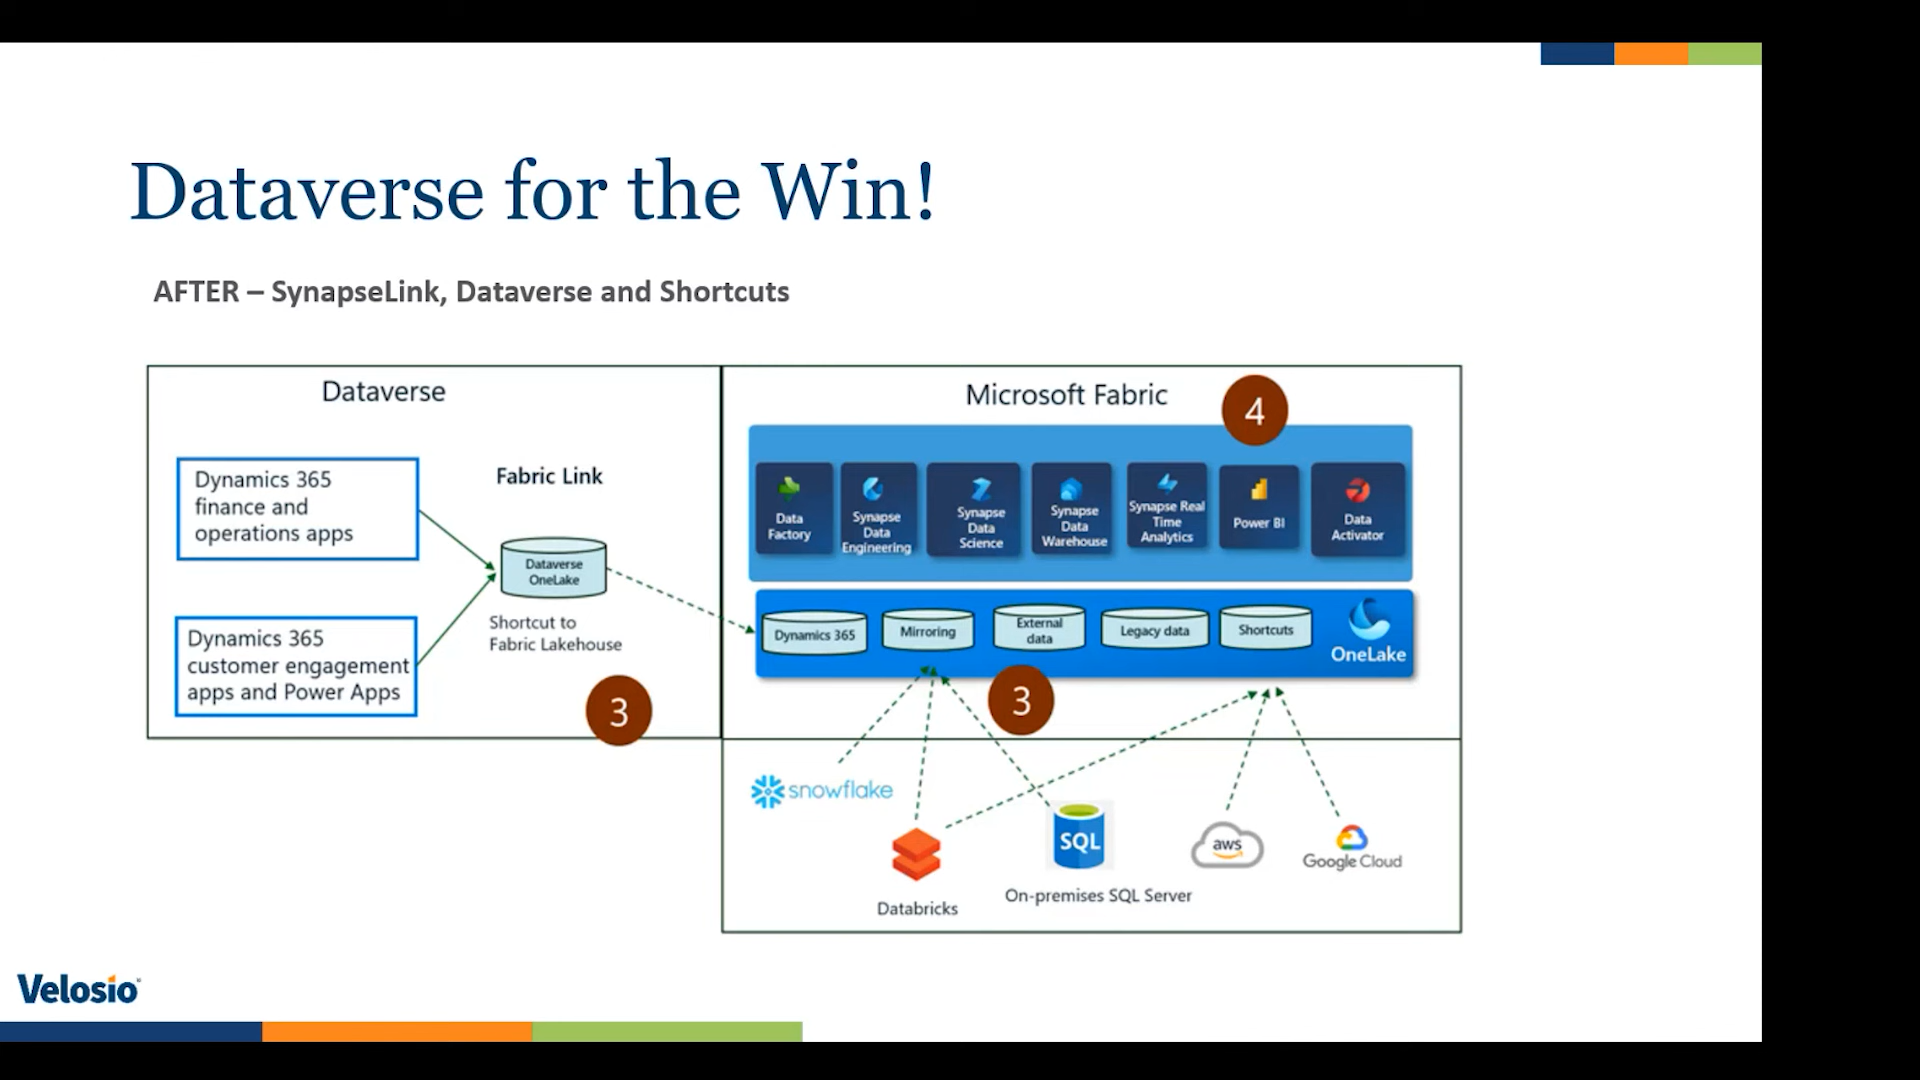 Dataverse for the Win!
AFTER – SynapseLink, Dataverse and Shortcuts
Dataverse
Dynamics 365
finance and
operations apps
Dynamics 365
customer engagement
apps and Power Apps
Fabric Link
Dataverse
OneLake
Shortcut to
Fabric Lakehouse
3
Microsoft Fabric
4
Data
Factory
Synapse
Data
Engineering
Synapse
Data
Science
Synapse
Data
Warehouse
Synapse Real
Time
Analytics
Power BI
Data
Activator
Dynamics 365
Mirroring
External
data
Legacy data
Shortcuts
OneLake
3
snowflake
Databricks
SQL
On-premises SQL Server
aws
Google Cloud
Velosio